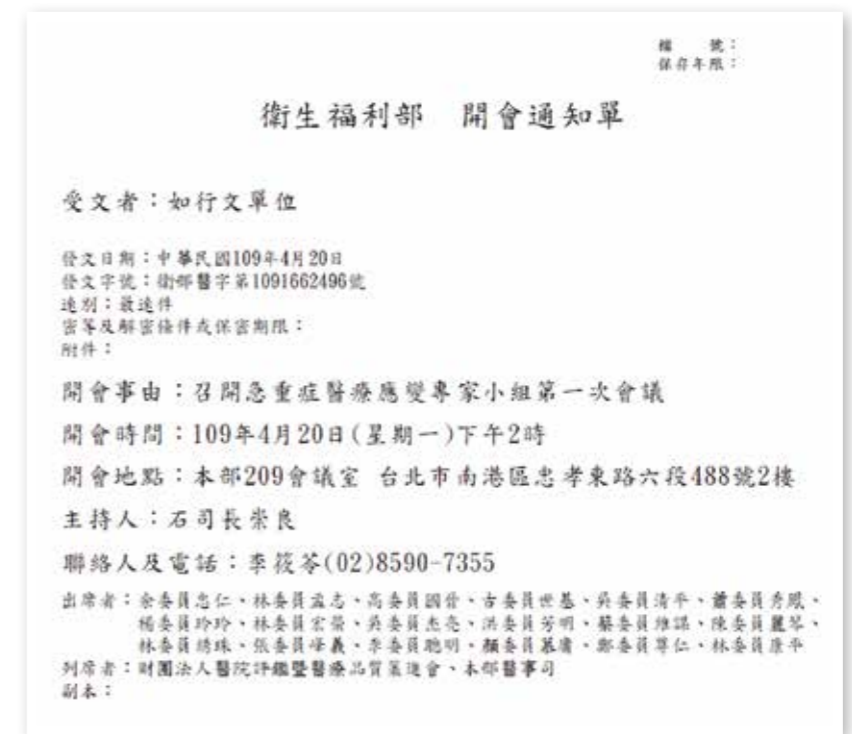 檔　　號：
保存年限：
衛生福利部　開會通知單
受文者：如行文單位
發文日期：中華民國109年4月20日
發文字號：衛部醫字第1091662496號
速別：最速件
密等及解密條件或保密期限：
附件：
開會事由：召開急重症醫療應變專家小組第一次會議
開會時間：109年4月20日(星期一)下午2時
開會地點：本部209會議室 台北市南港區忠孝東路六段488號2樓
主持人：石司長崇良
聯絡人及電話：李筱苓(02)8590-7355
出席者：余委員忠仁、林委員孟志、高委員國晉、古委員世基、吳委員清平、蕭委員秀鳳、
楊委員玲玲、林委員宏榮、吳委員杰亮、洪委員芳明、蔡委員維謀、陳委員麗琴、
林委員綉珠、張委員峰義、李委員聰明、顏委員慕庸、鄭委員尊仁、林委員康平
列席者：財團法人醫院評鑑暨醫療品質策進會、本部醫事司
副本：